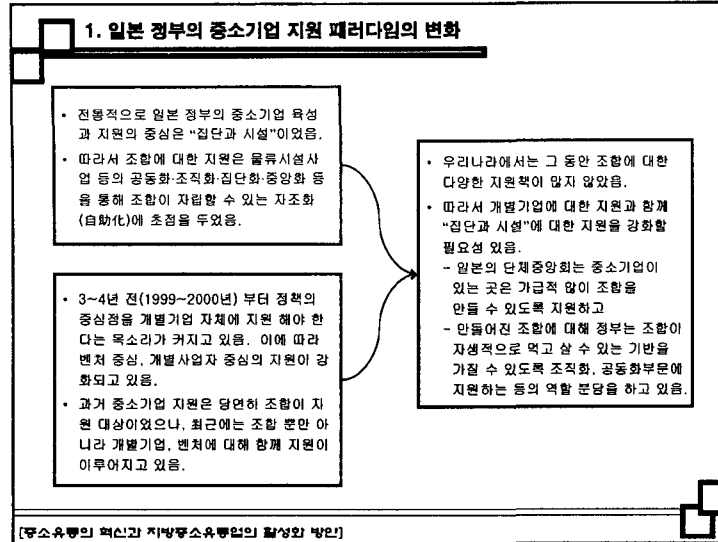 1. 일본 정부의 중소기업 지원 패러다임의 변화
• 전통적으로 일본 정부의 중소기업 육성
과 지원의 중심은 “집단과 시설”이었음.
• 따라서 조합에 대한 지원은 물류시설사
업 등의 공동화·조직화·집단화·중앙화 등
을 통해 조합이 자립할 수 있는 자조화
(自助化)에 초점을 두었음.
• 3~4년 전(1999~2000년) 부터 정책의
중심점을 개별기업 자체에 지원 해야 한
다는 목소리가 커지고 있음. 이에 따라
벤처 중심, 개별사업자 중심의 지원이 강
화되고 있음.
• 과거 중소기업 지원은 당연히 조합이 지
원 대상이었으나, 최근에는 조합 뿐만 아
니라 개별기업, 벤처에 대해 함께 지원이
이루어지고 있음.
• 우리나라에서는 그 동안 조합에 대한
다양한 지원책이 많지 않았음.
• 따라서 개별기업에 대한 지원과 함께
“집단과 시설”에 대한 지원을 강화할
필요성 있음.
- 일본의 단체중앙회는 중소기업이
있는 곳은 가급적 많이 조합을
만들 수 있도록 지원하고
- 만들어진 조합에 대해 정부는 조합이
자생적으로 먹고 살 수 있는 기반을
가질 수 있도록 조직화, 공동화부문에
지원하는 등의 역할 분담을 하고 있음.
[중소유통의 혁신과 지방중소유통업의 활성화 방안]